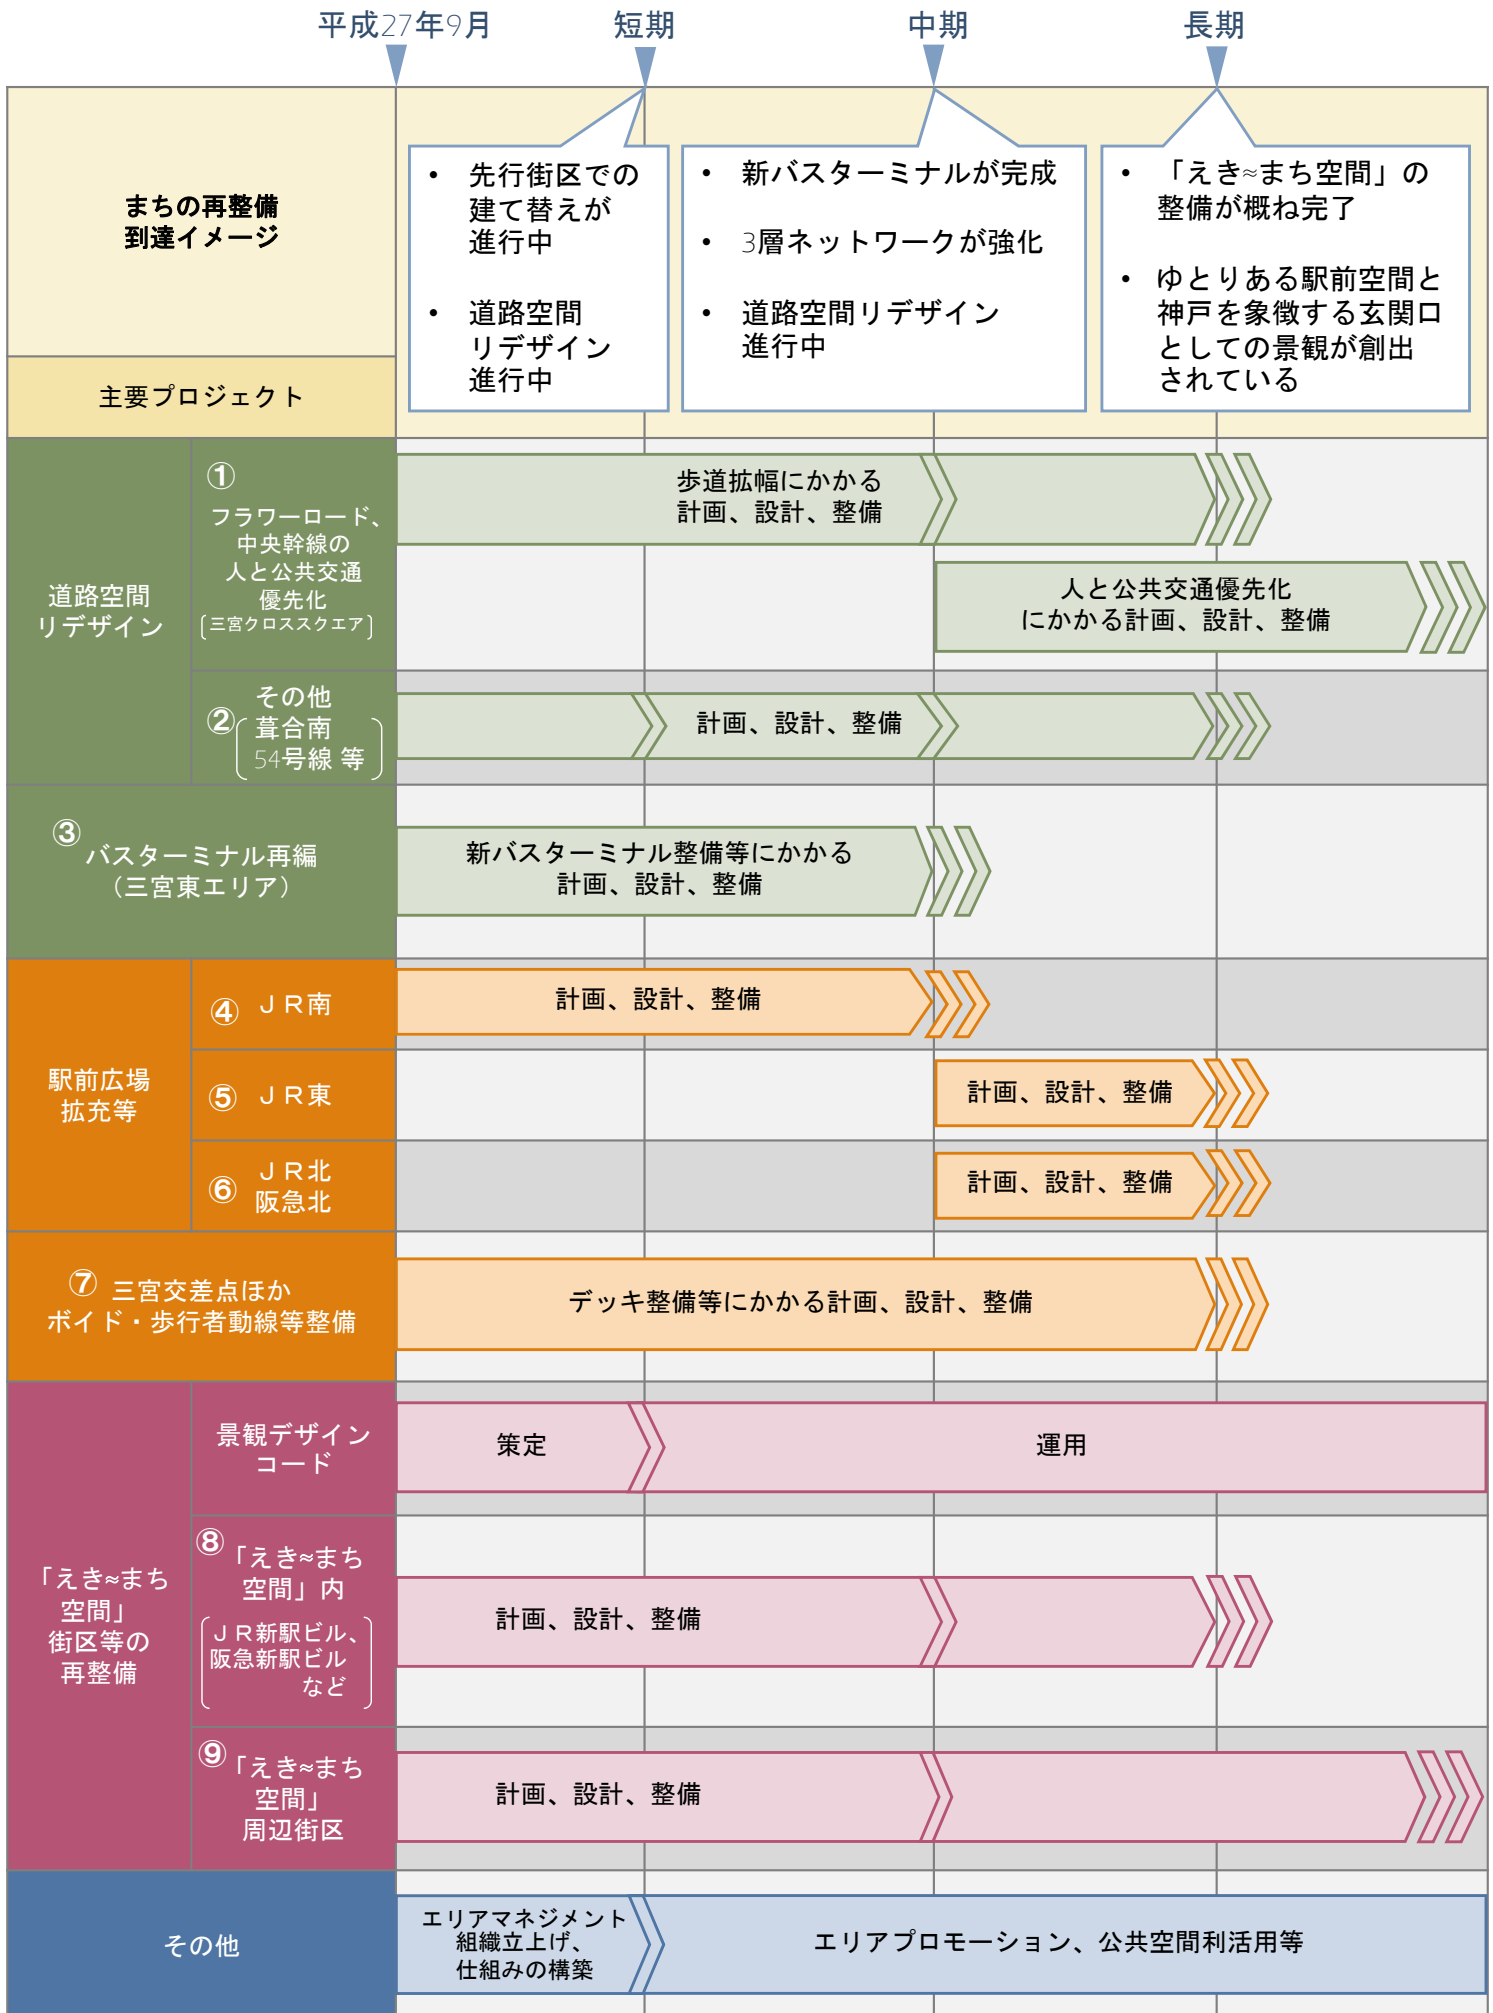 平成27年9月
短期
中期
長期
まちの再整備
到達イメージ
• 先行街区での
建て替えが
進行中
• 道路空間
リデザイン
進行中
• 新バスターミナルが完成
• 3層ネットワークが強化
• 道路空間リデザイン
進行中
• 「えき≈まち空間」の
整備が概ね完了
• ゆとりある駅前空間と
神戸を象徴する玄関口
としての景観が創出
されている
主要プロジェクト
道路空間
リデザイン
①
フラワーロード、
中央幹線の
人と公共交通
優先化
〔三宮クロススクエア〕
歩道拡幅にかかる
計画、設計、整備
人と公共交通優先化
にかかる計画、設計、整備
②
その他
葺合南
54号線 等
計画、設計、整備
③
バスターミナル再編
（三宮東エリア）
新バスターミナル整備等にかかる
計画、設計、整備
駅前広場
拡充等
④ ＪＲ南
計画、設計、整備
⑤ ＪＲ東
計画、設計、整備
⑥ ＪＲ北
阪急北
計画、設計、整備
⑦ 三宮交差点ほか
ボイド・歩行者動線等整備
デッキ整備等にかかる計画、設計、整備
「えき≈まち
空間」
街区等の
再整備
景観デザイン
コード
策定
運用
⑧
「えき≈まち
空間」内
ＪＲ新駅ビル、
阪急新駅ビル
など
計画、設計、整備
⑨
「えき≈まち
空間」
周辺街区
計画、設計、整備
その他
エリアマネジメント
組織立上げ、
仕組みの構築
エリアプロモーション、公共空間利活用等